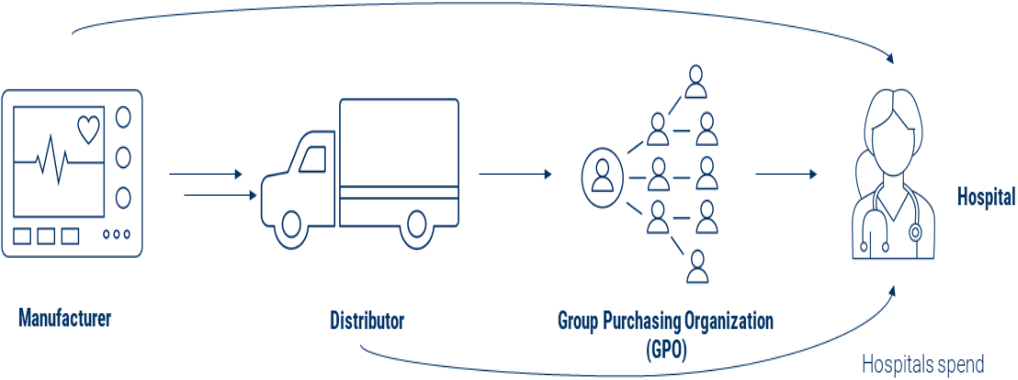 Hospital
Manufacturer
Distributor
Group Purchasing Organization
(GPO)
Hospitals spend